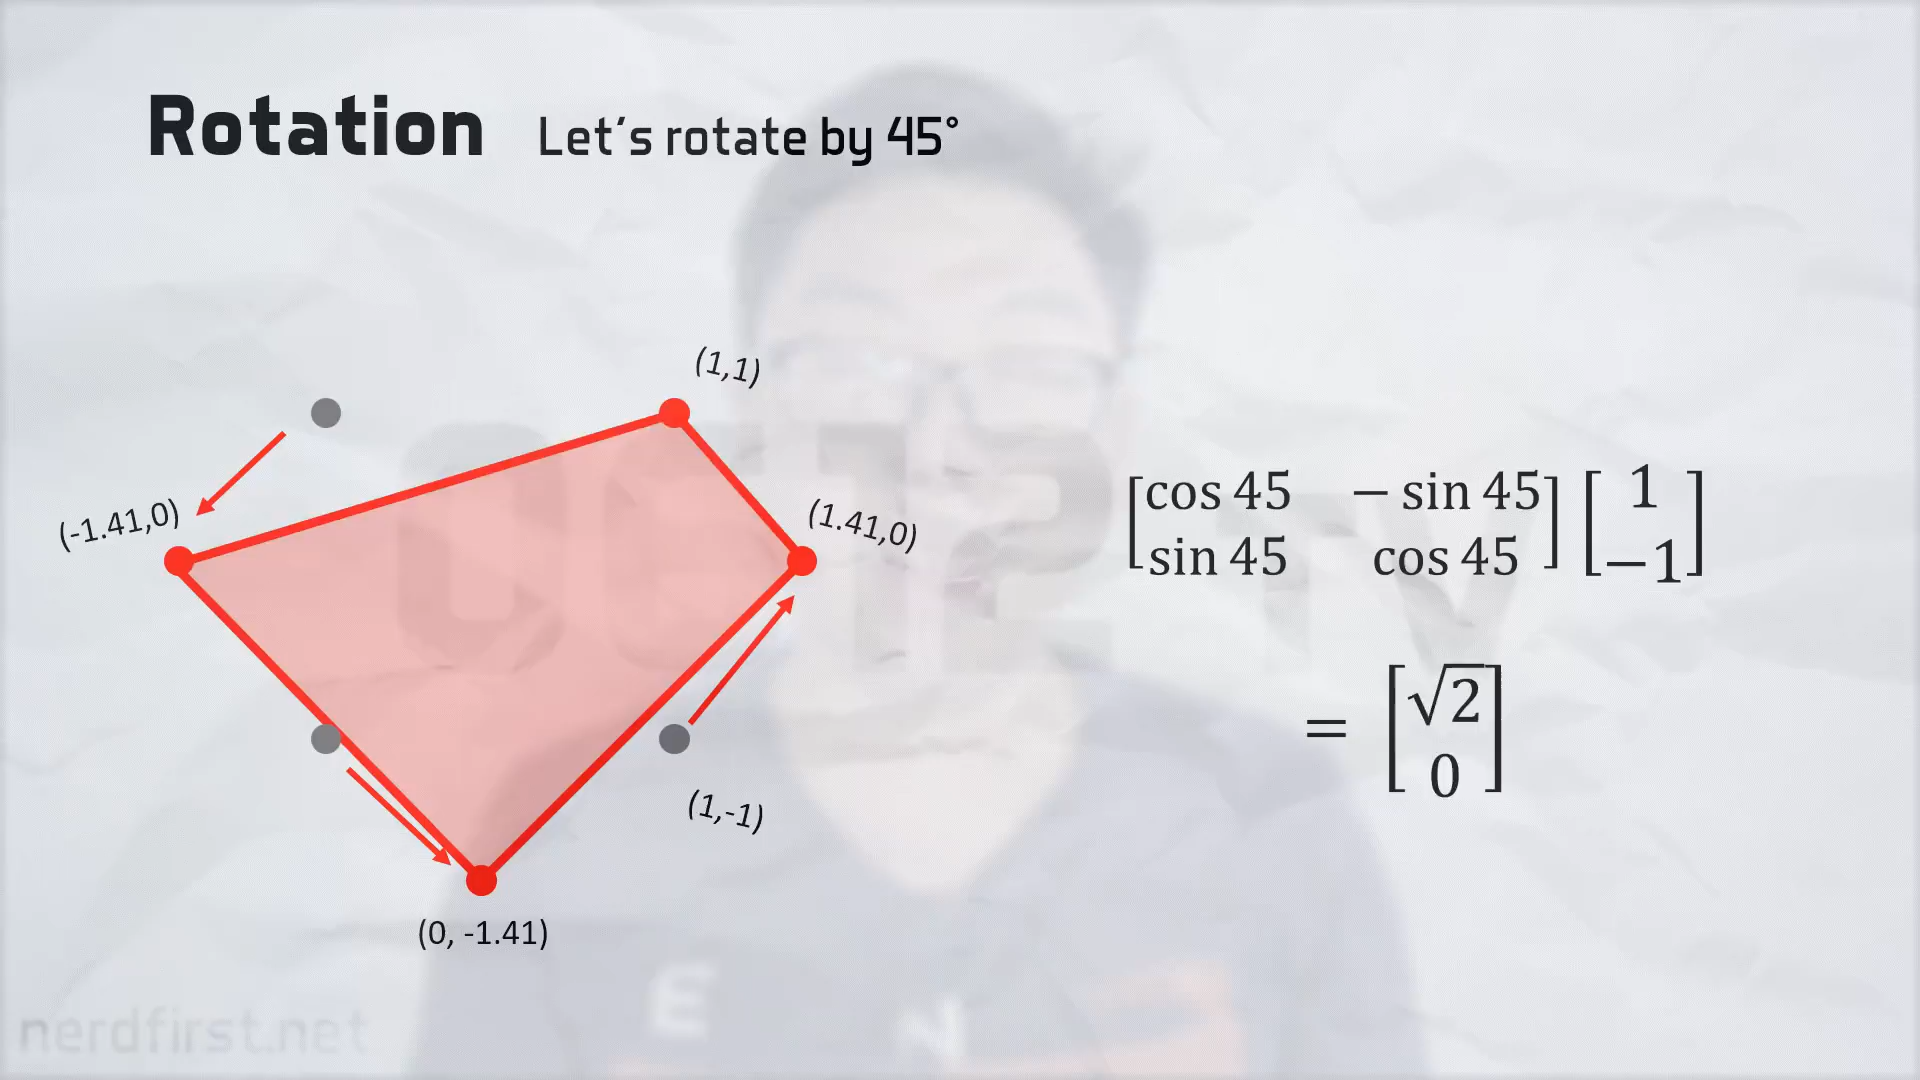 Rotation Let's rotate by 45°
(1,1)
(-1.41,0)
(1.41,0)
(1,-1)
(0, -1.41)
[cos 45 − sin 45] [1]
[sin 45 cos 45] [−1]
= [√2]
[0]
E
N
nerdfirst.net